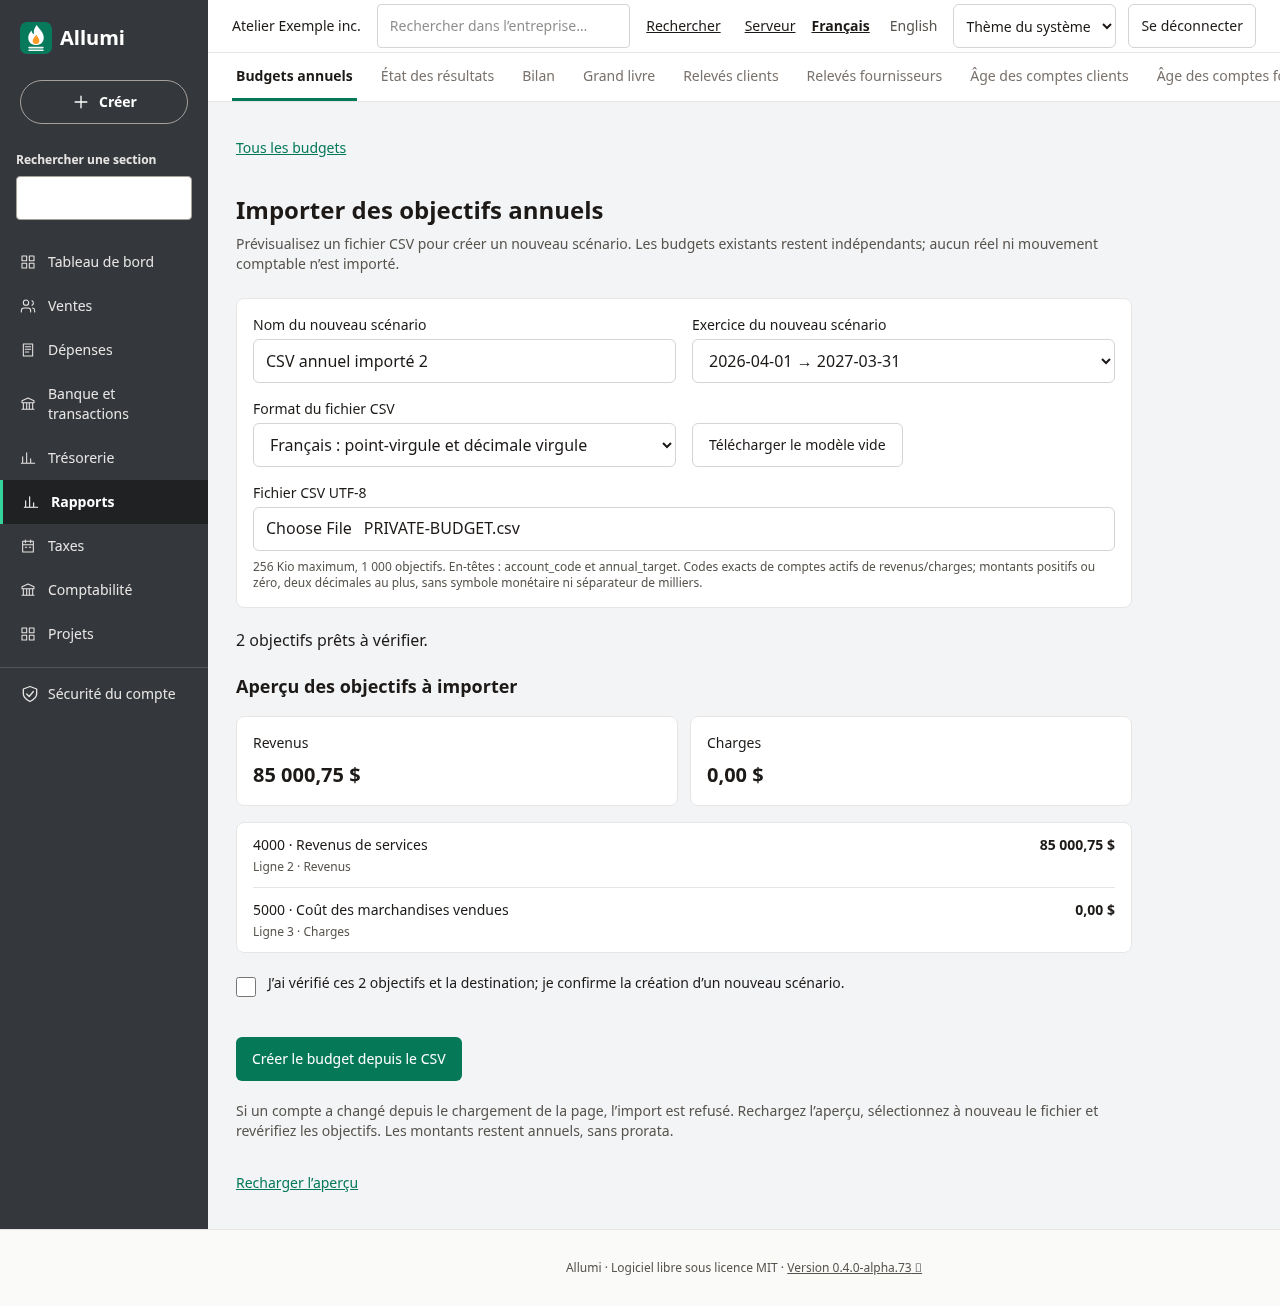 Allumi
Créer
Rechercher une section
Tableau de bord
Ventes
Dépenses
Banque et
transactions
Trésorerie
Rapports
Taxes
Comptabilité
Projets
Sécurité du compte
Atelier Exemple inc.
Rechercher dans l’entreprise…
Rechercher
Serveur
Français
English
Thème du système
Se déconnecter
Budgets annuels
État des résultats
Bilan
Grand livre
Relevés clients
Relevés fournisseurs
Âge des comptes clients
Âge des comptes fo
Tous les budgets
Importer des objectifs annuels
Prévisualisez un fichier CSV pour créer un nouveau scénario. Les budgets existants restent indépendants; aucun réel ni mouvement
comptable n’est importé.
Nom du nouveau scénario
CSV annuel importé 2
Exercice du nouveau scénario
2026-04-01 → 2027-03-31
Format du fichier CSV
Français : point-virgule et décimale virgule
Télécharger le modèle vide
Fichier CSV UTF-8
Choose File PRIVATE-BUDGET.csv
256 Kio maximum, 1 000 objectifs. En-têtes : account_code et annual_target. Codes exacts de comptes actifs de revenus/charges; montants positifs ou
zéro, deux décimales au plus, sans symbole monétaire ni séparateur de milliers.
2 objectifs prêts à vérifier.
Aperçu des objectifs à importer
Revenus
85 000,75 $
Charges
0,00 $
4000 · Revenus de services
85 000,75 $
Ligne 2 · Revenus
5000 · Coût des marchandises vendues
0,00 $
Ligne 3 · Charges
J’ai vérifié ces 2 objectifs et la destination; je confirme la création d’un nouveau scénario.
Créer le budget depuis le CSV
Si un compte a changé depuis le chargement de la page, l’import est refusé. Rechargez l’aperçu, sélectionnez à nouveau le fichier et
revérifiez les objectifs. Les montants restent annuels, sans prorata.
Recharger l’aperçu
Allumi · Logiciel libre sous licence MIT · Version 0.4.0-alpha.73